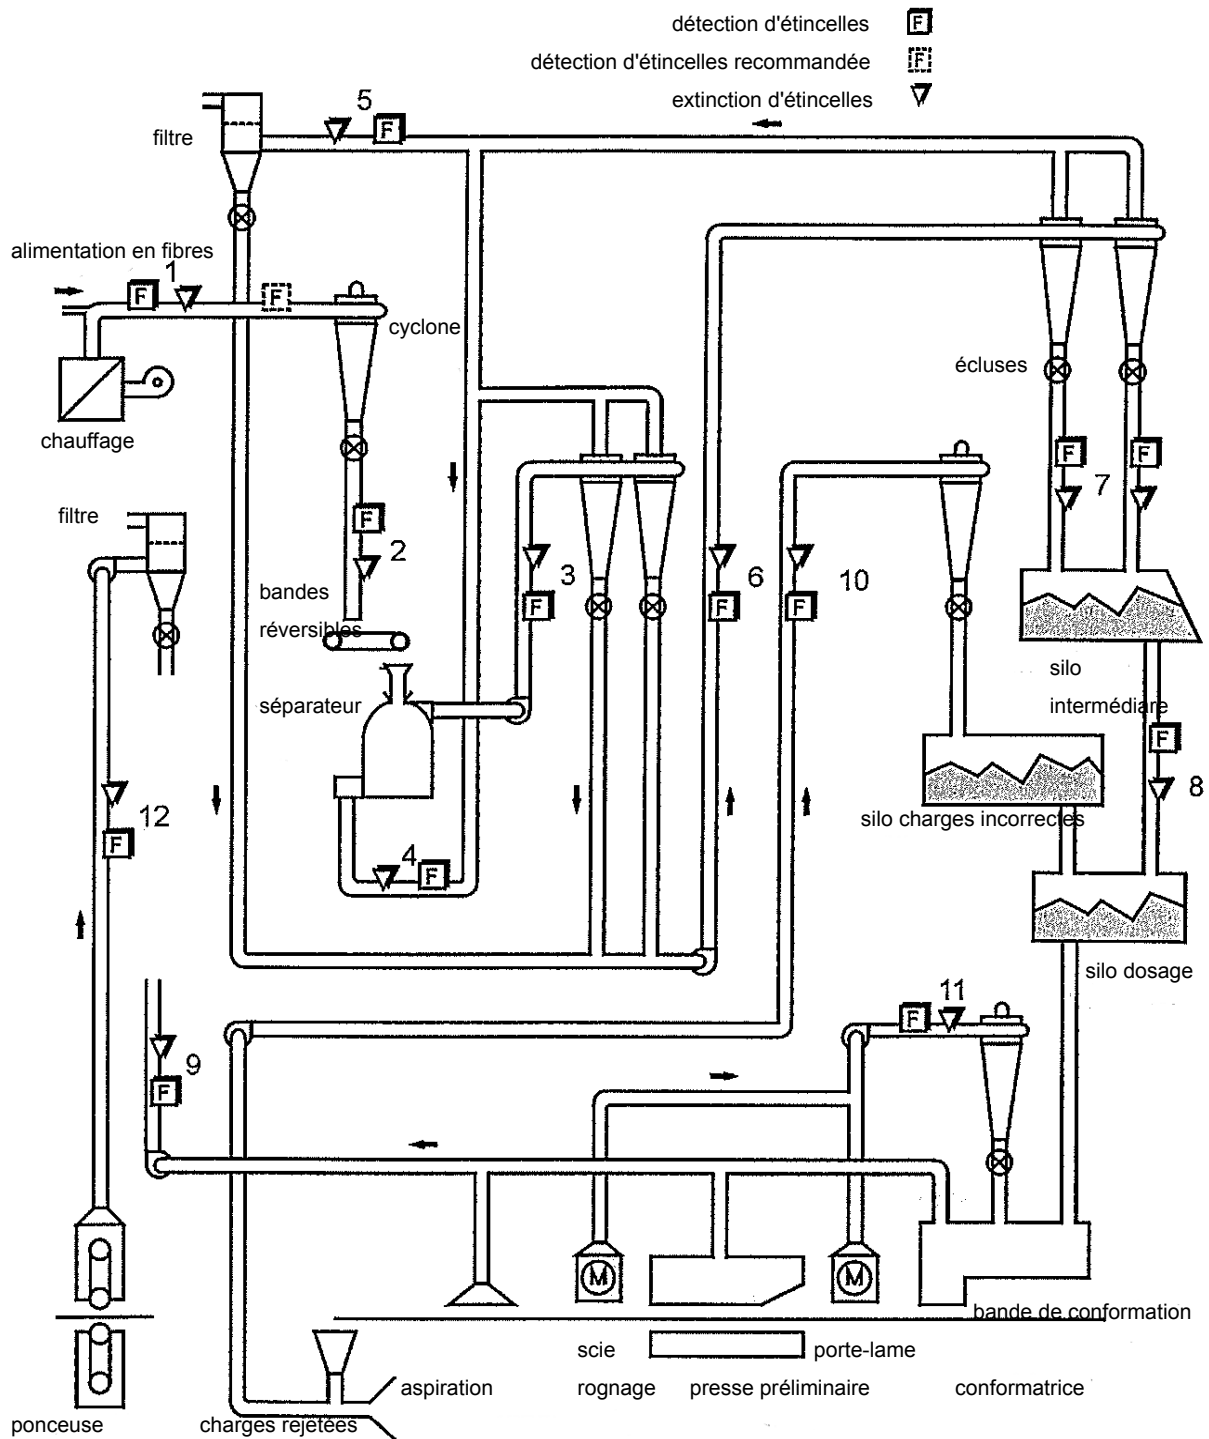 détection d'étincelles F
détection d'étincelles recommandée F
extinction d'étincelles
5
F
filtre
alimentation en fibres
1
F
F
cyclone
écluses
chauffage
F
F
7
filtre
F
2
3
6
10
bandes
F
F
F
réversibles
séparateur
silo
intermédiare
F
8
12
F
silo charges incorrectes
4
F
silo dosage
11
F
9
F
M
M
bande de conformation
scie
porte-lame
aspiration
rognage
presse préliminaire
conformatrice
ponceuse
charges rejetées